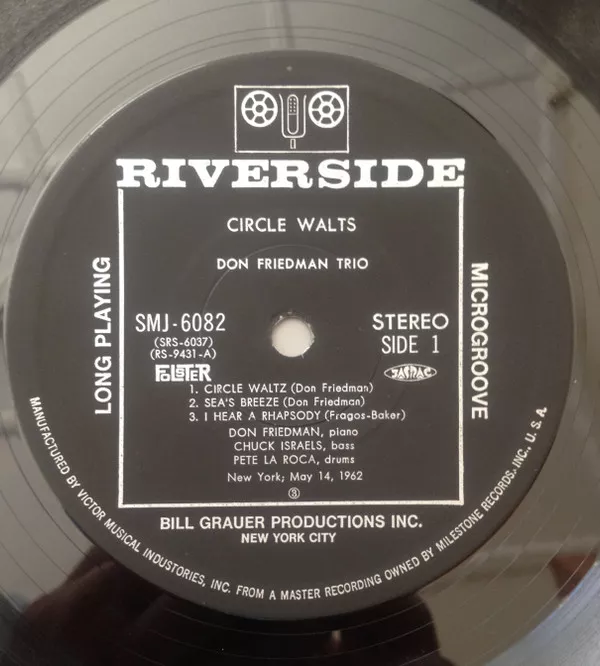 RIVERSIDE
CIRCLE WALTS
DON FRIEDMAN TRIO
LONG PLAYING
MICROGROOVE
SMJ-6082
(SRS-6037)
(RS-9431-A)
STEREO
SIDE 1
FOLSTER
JASRAC
1. CIRCLE WALTZ (Don Friedman)
2. SEA'S BREEZE (Don Friedman)
3. I HEAR A RHAPSODY (Fragos-Baker)
DON FRIEDMAN, piano
CHUCK ISRAELS, bass
PETE LA ROCA, drums
New York; May 14, 1962
BILL GRAUER PRODUCTIONS INC.
NEW YORK CITY
MANUFACTURED BY VICTOR MUSICAL INDUSTRIES, INC. FROM A MASTER RECORDING OWNED BY MILESTONE RECORDS, INC., U.S.A.